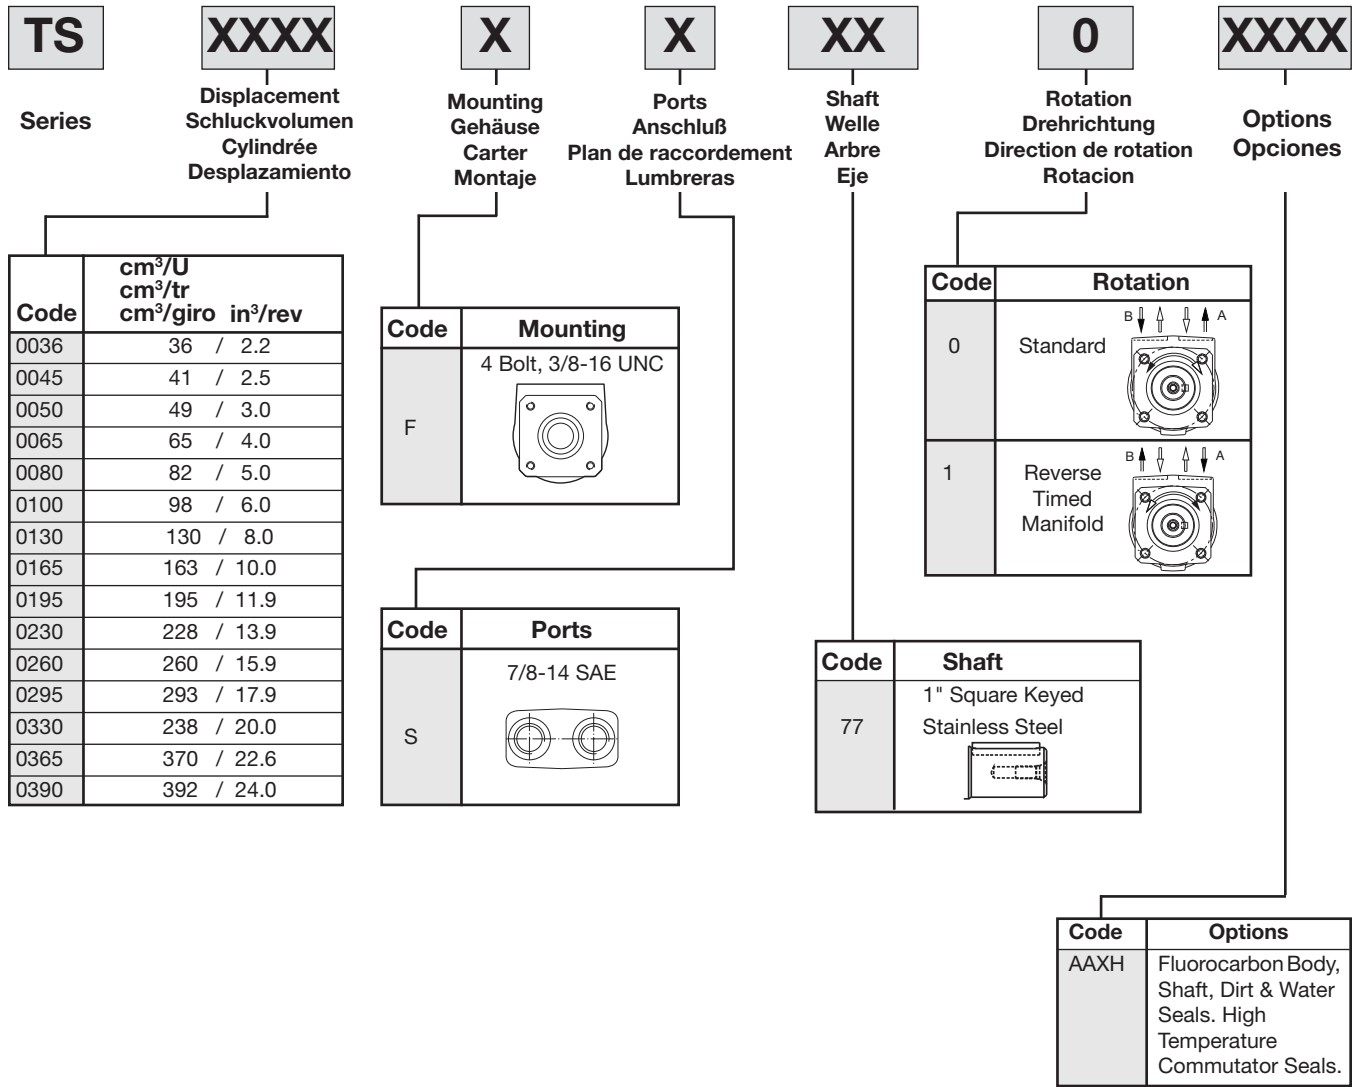 TS XXXX X X XX 0 XXXX
Series
Displacement
Schluckvolumen
Cylindrée
Desplazamiento
Mounting
Gehäuse
Carter
Montaje
Ports
Anschluß
Plan de raccordement
Lumbreras
Shaft
Welle
Arbre
Eje
Rotation
Drehrichtung
Direction de rotation
Rotacion
Options
Opciones
cm³/U
cm³/tr
Code cm³/giro in³/rev
0036 36 / 2.2
0045 41 / 2.5
0050 49 / 3.0
0065 65 / 4.0
0080 82 / 5.0
0100 98 / 6.0
0130 130 / 8.0
0165 163 / 10.0
0195 195 / 11.9
0230 228 / 13.9
0260 260 / 15.9
0295 293 / 17.9
0330 238 / 20.0
0365 370 / 22.6
0390 392 / 24.0
Code Mounting
4 Bolt, 3/8-16 UNC
F
Code Ports
7/8-14 SAE
S
Code Rotation
B A
0 Standard
B A
1 Reverse
Timed
Manifold
Code Shaft
1" Square Keyed
77 Stainless Steel
Code Options
AAXH Fluorocarbon Body,
Shaft, Dirt & Water
Seals. High
Temperature
Commutator Seals.